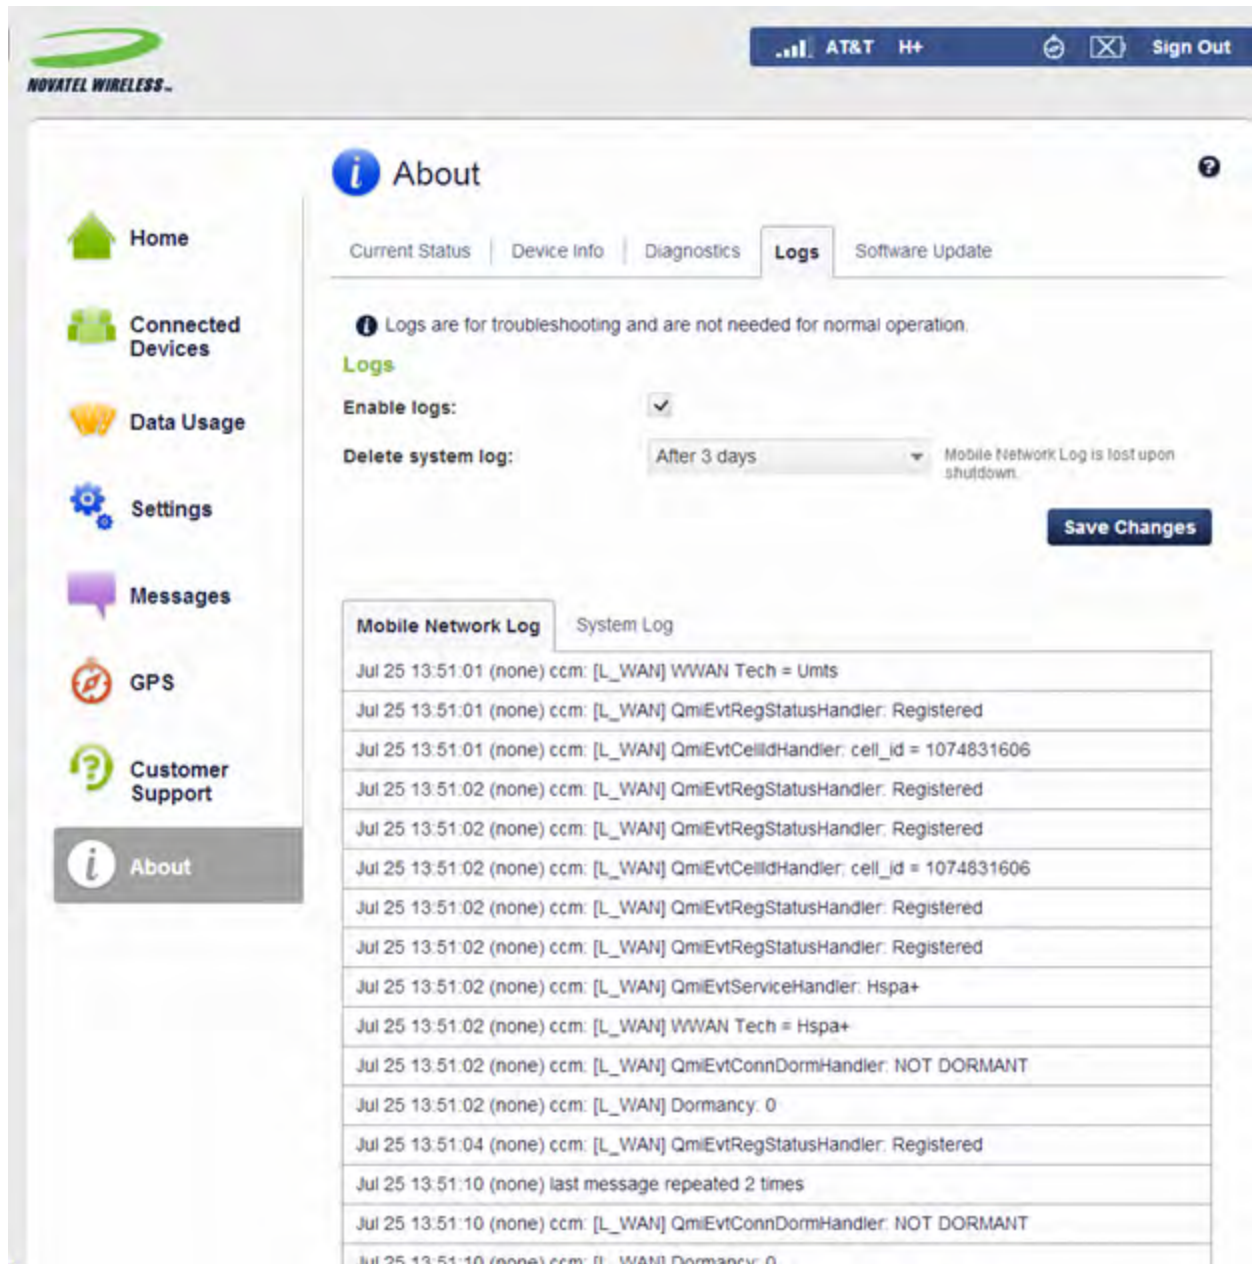 NOVATEL WIRELESS™
AT&T H+ Sign Out
About
Home
Connected
Devices
Data Usage
Settings
Messages
GPS
Customer
Support
About
Current Status Device Info Diagnostics Logs Software Update
Logs are for troubleshooting and are not needed for normal operation.
Logs
Enable logs:
Delete system log: After 3 days Mobile Network Log is lost upon
shutdown.
Save Changes
Mobile Network Log System Log
Jul 25 13:51:01 (none) ccm: [L_WAN] WWAN Tech = Umts
Jul 25 13:51:01 (none) ccm: [L_WAN] QmiEvtRegStatusHandler: Registered
Jul 25 13:51:01 (none) ccm: [L_WAN] QmiEvtCellIdHandler: cell_id = 1074831606
Jul 25 13:51:02 (none) ccm: [L_WAN] QmiEvtRegStatusHandler: Registered
Jul 25 13:51:02 (none) ccm: [L_WAN] QmiEvtRegStatusHandler: Registered
Jul 25 13:51:02 (none) ccm: [L_WAN] QmiEvtCellIdHandler: cell_id = 1074831606
Jul 25 13:51:02 (none) ccm: [L_WAN] QmiEvtRegStatusHandler: Registered
Jul 25 13:51:02 (none) ccm: [L_WAN] QmiEvtRegStatusHandler: Registered
Jul 25 13:51:02 (none) ccm: [L_WAN] QmiEvtServiceHandler: Hspa+
Jul 25 13:51:02 (none) ccm: [L_WAN] WWAN Tech = Hspa+
Jul 25 13:51:02 (none) ccm: [L_WAN] QmiEvtConnDormHandler: NOT DORMANT
Jul 25 13:51:02 (none) ccm: [L_WAN] Dormancy: 0
Jul 25 13:51:04 (none) ccm: [L_WAN] QmiEvtRegStatusHandler: Registered
Jul 25 13:51:10 (none) last message repeated 2 times
Jul 25 13:51:10 (none) ccm: [L_WAN] QmiEvtConnDormHandler: NOT DORMANT
Jul 25 13:51:10 (none) ccm: [L_WAN] Dormancy: 0